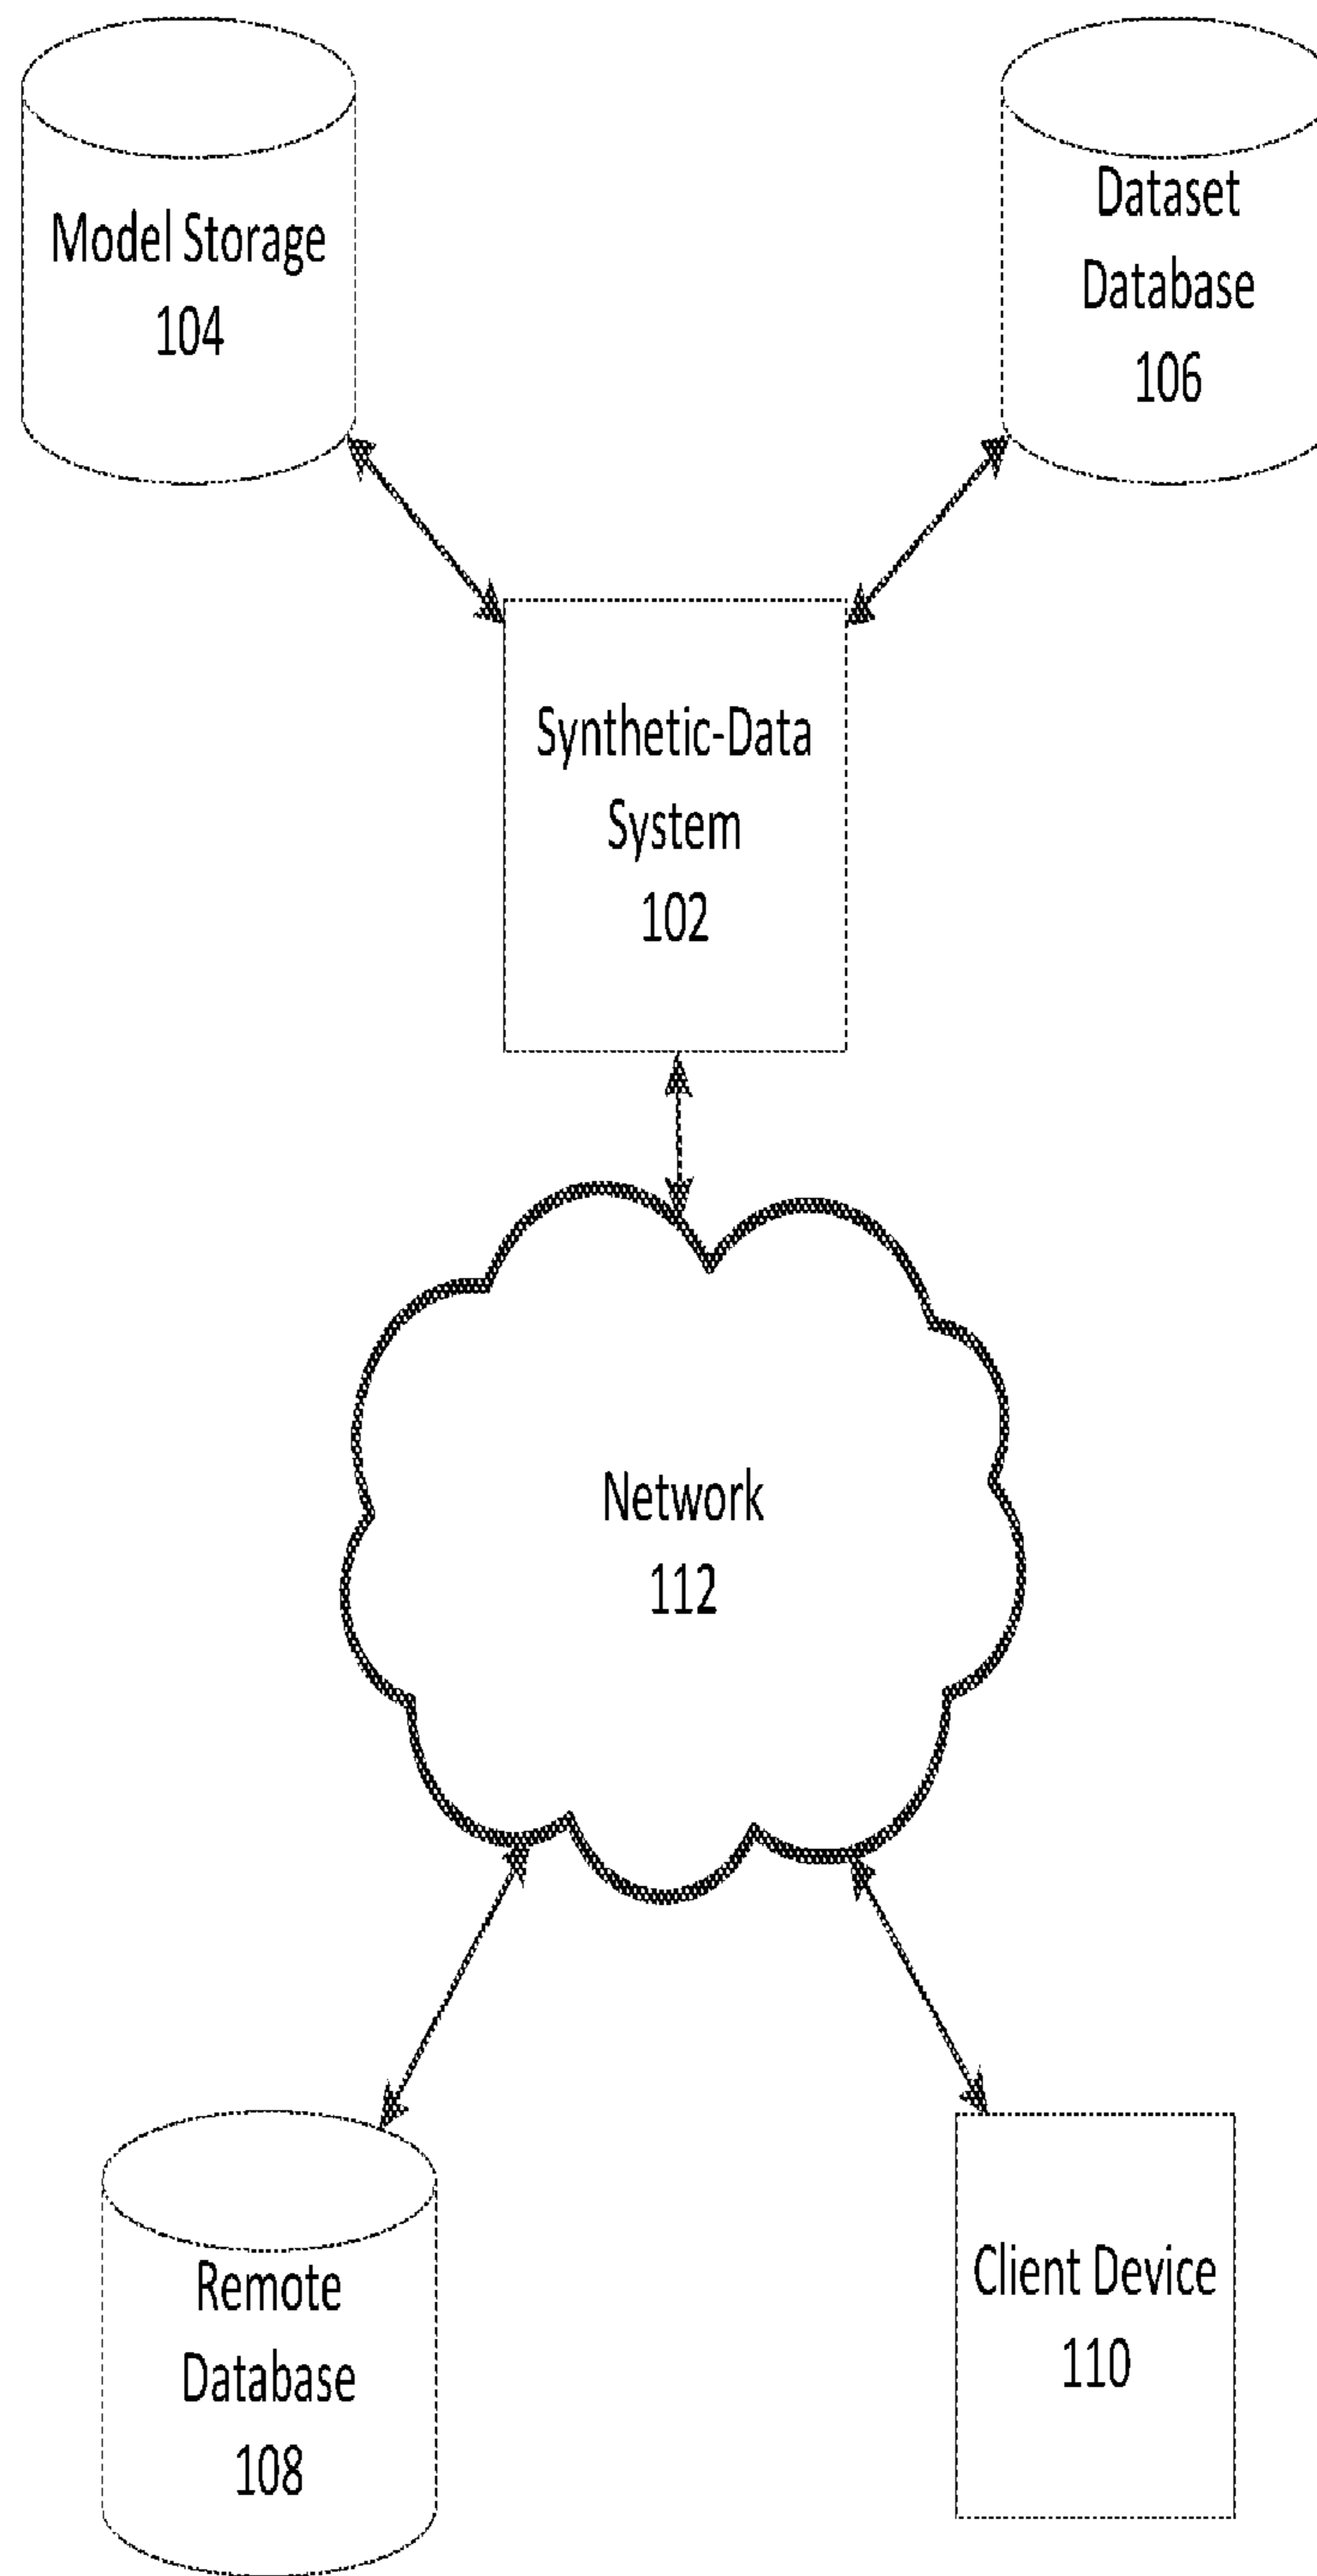 Model Storage
104
Dataset
Database
106
Synthetic-Data
System
102
Network
112
Remote
Database
108
Client Device
110